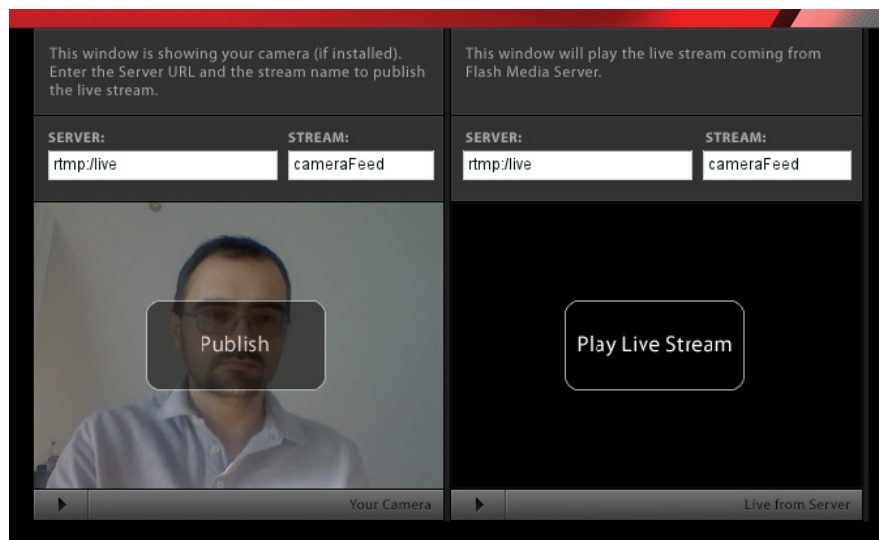 This window is showing your camera (if installed).
Enter the Server URL and the stream name to publish
the live stream.
SERVER:
STREAM:
rtmp:/live
cameraFeed
Publish
Your Camera
This window will play the live stream coming from
Flash Media Server.
SERVER:
STREAM:
rtmp:/live
cameraFeed
Play Live Stream
Live from Server